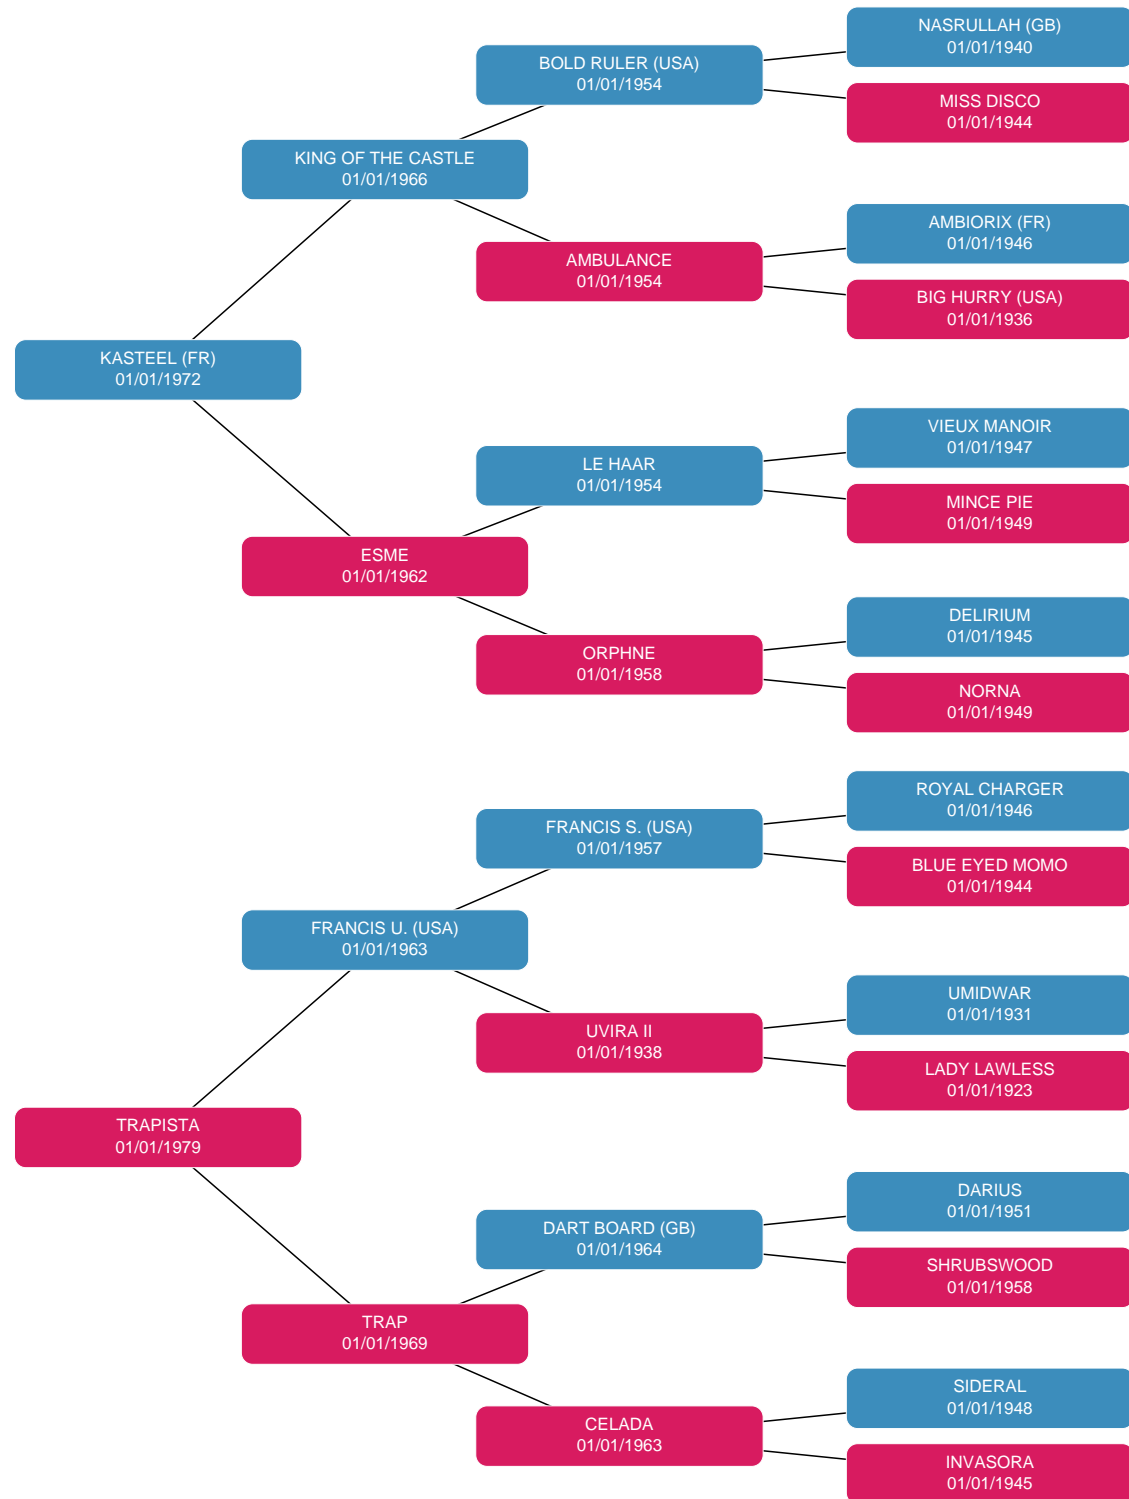 NASRULLAH (GB)
01/01/1940
BOLD RULER (USA)
01/01/1954
MISS DISCO
01/01/1944
KING OF THE CASTLE
01/01/1966
AMBIORIX (FR)
01/01/1946
AMBULANCE
01/01/1954
BIG HURRY (USA)
01/01/1936
KASTEEL (FR)
01/01/1972
VIEUX MANOIR
01/01/1947
LE HAAR
01/01/1954
MINCE PIE
01/01/1949
ESME
01/01/1962
DELIRIUM
01/01/1945
ORPHNE
01/01/1958
NORNA
01/01/1949
ROYAL CHARGER
01/01/1946
FRANCIS S. (USA)
01/01/1957
BLUE EYED MOMO
01/01/1944
FRANCIS U. (USA)
01/01/1963
UMIDWAR
01/01/1931
UVIRA II
01/01/1938
LADY LAWLESS
01/01/1923
TRAPISTA
01/01/1979
DARIUS
01/01/1951
DART BOARD (GB)
01/01/1964
SHRUBSWOOD
01/01/1958
TRAP
01/01/1969
SIDERAL
01/01/1948
CELADA
01/01/1963
INVASORA
01/01/1945